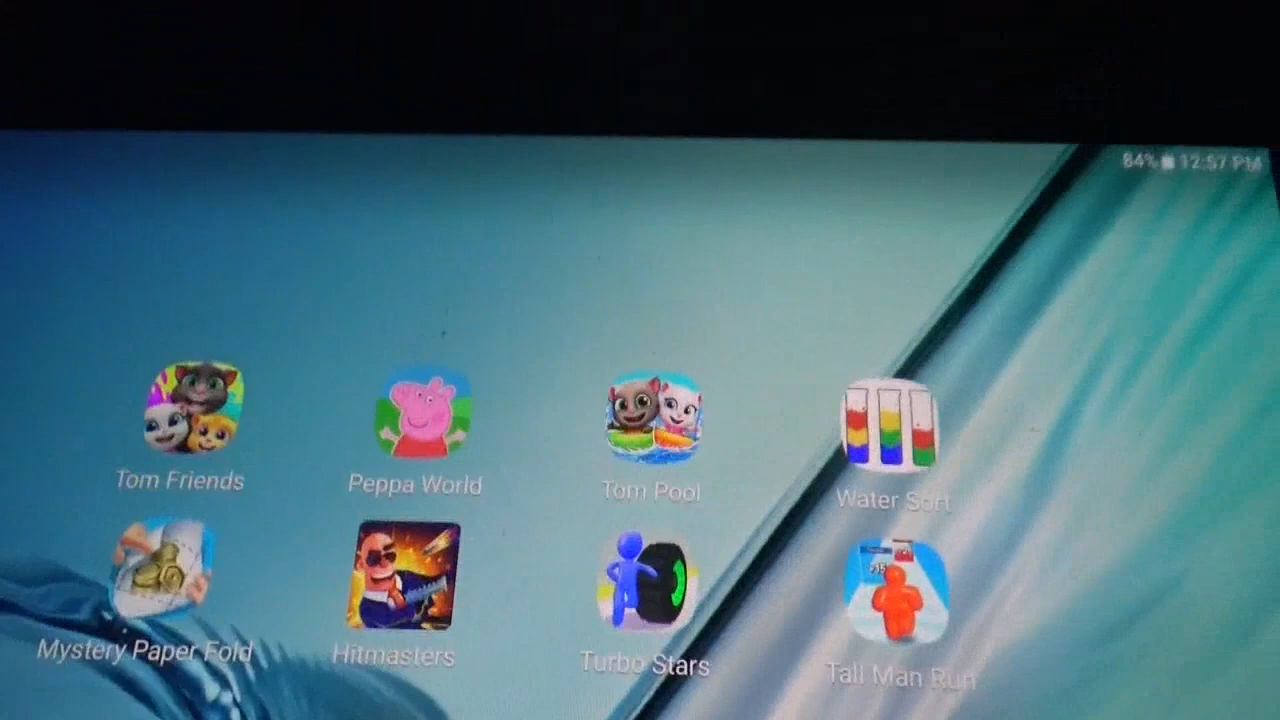 84% 12:57 PM
Tom Friends
Peppa World
Tom Pool
Water Sort
Mystery Paper Fold
Hitmasters
Turbo Stars
Tall Man Run